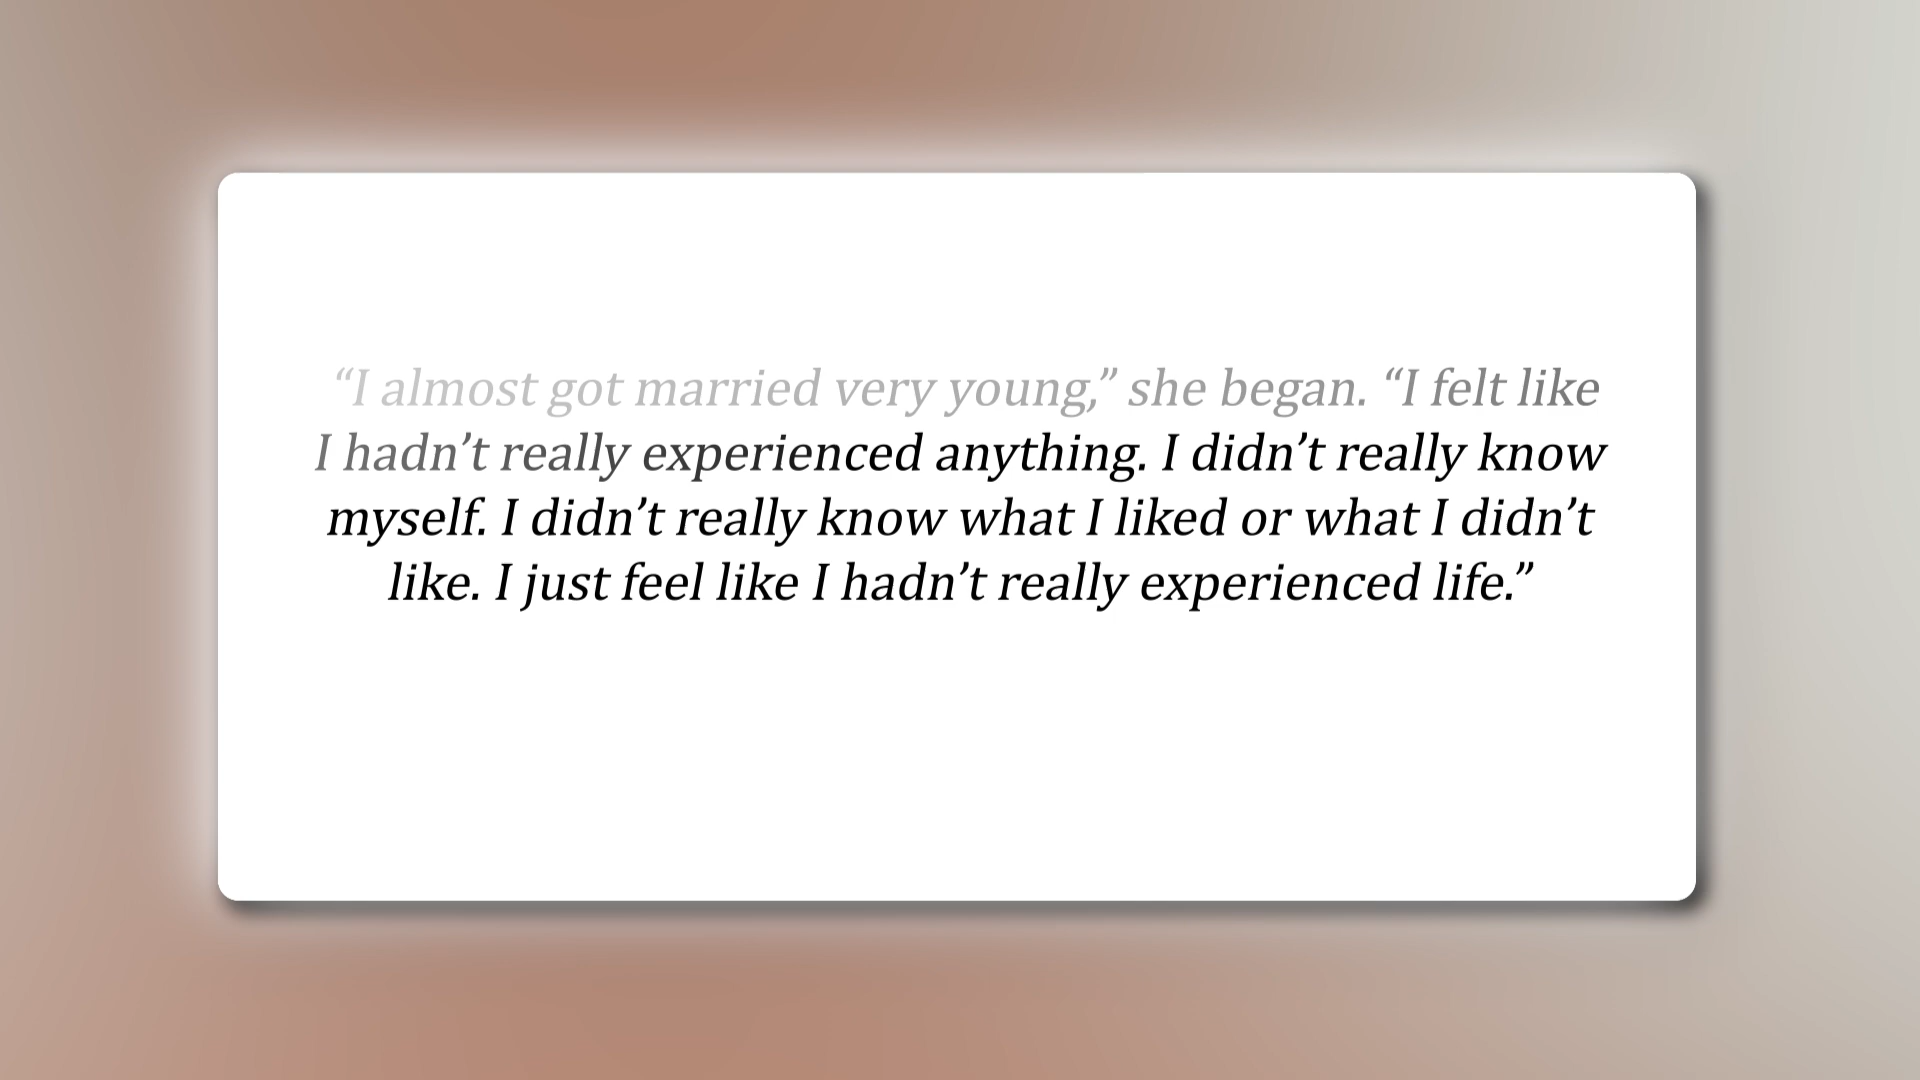 “I almost got married very young,” she began. “I felt like
I hadn’t really experienced anything. I didn’t really know
myself. I didn’t really know what I liked or what I didn’t
like. I just feel like I hadn’t really experienced life.”